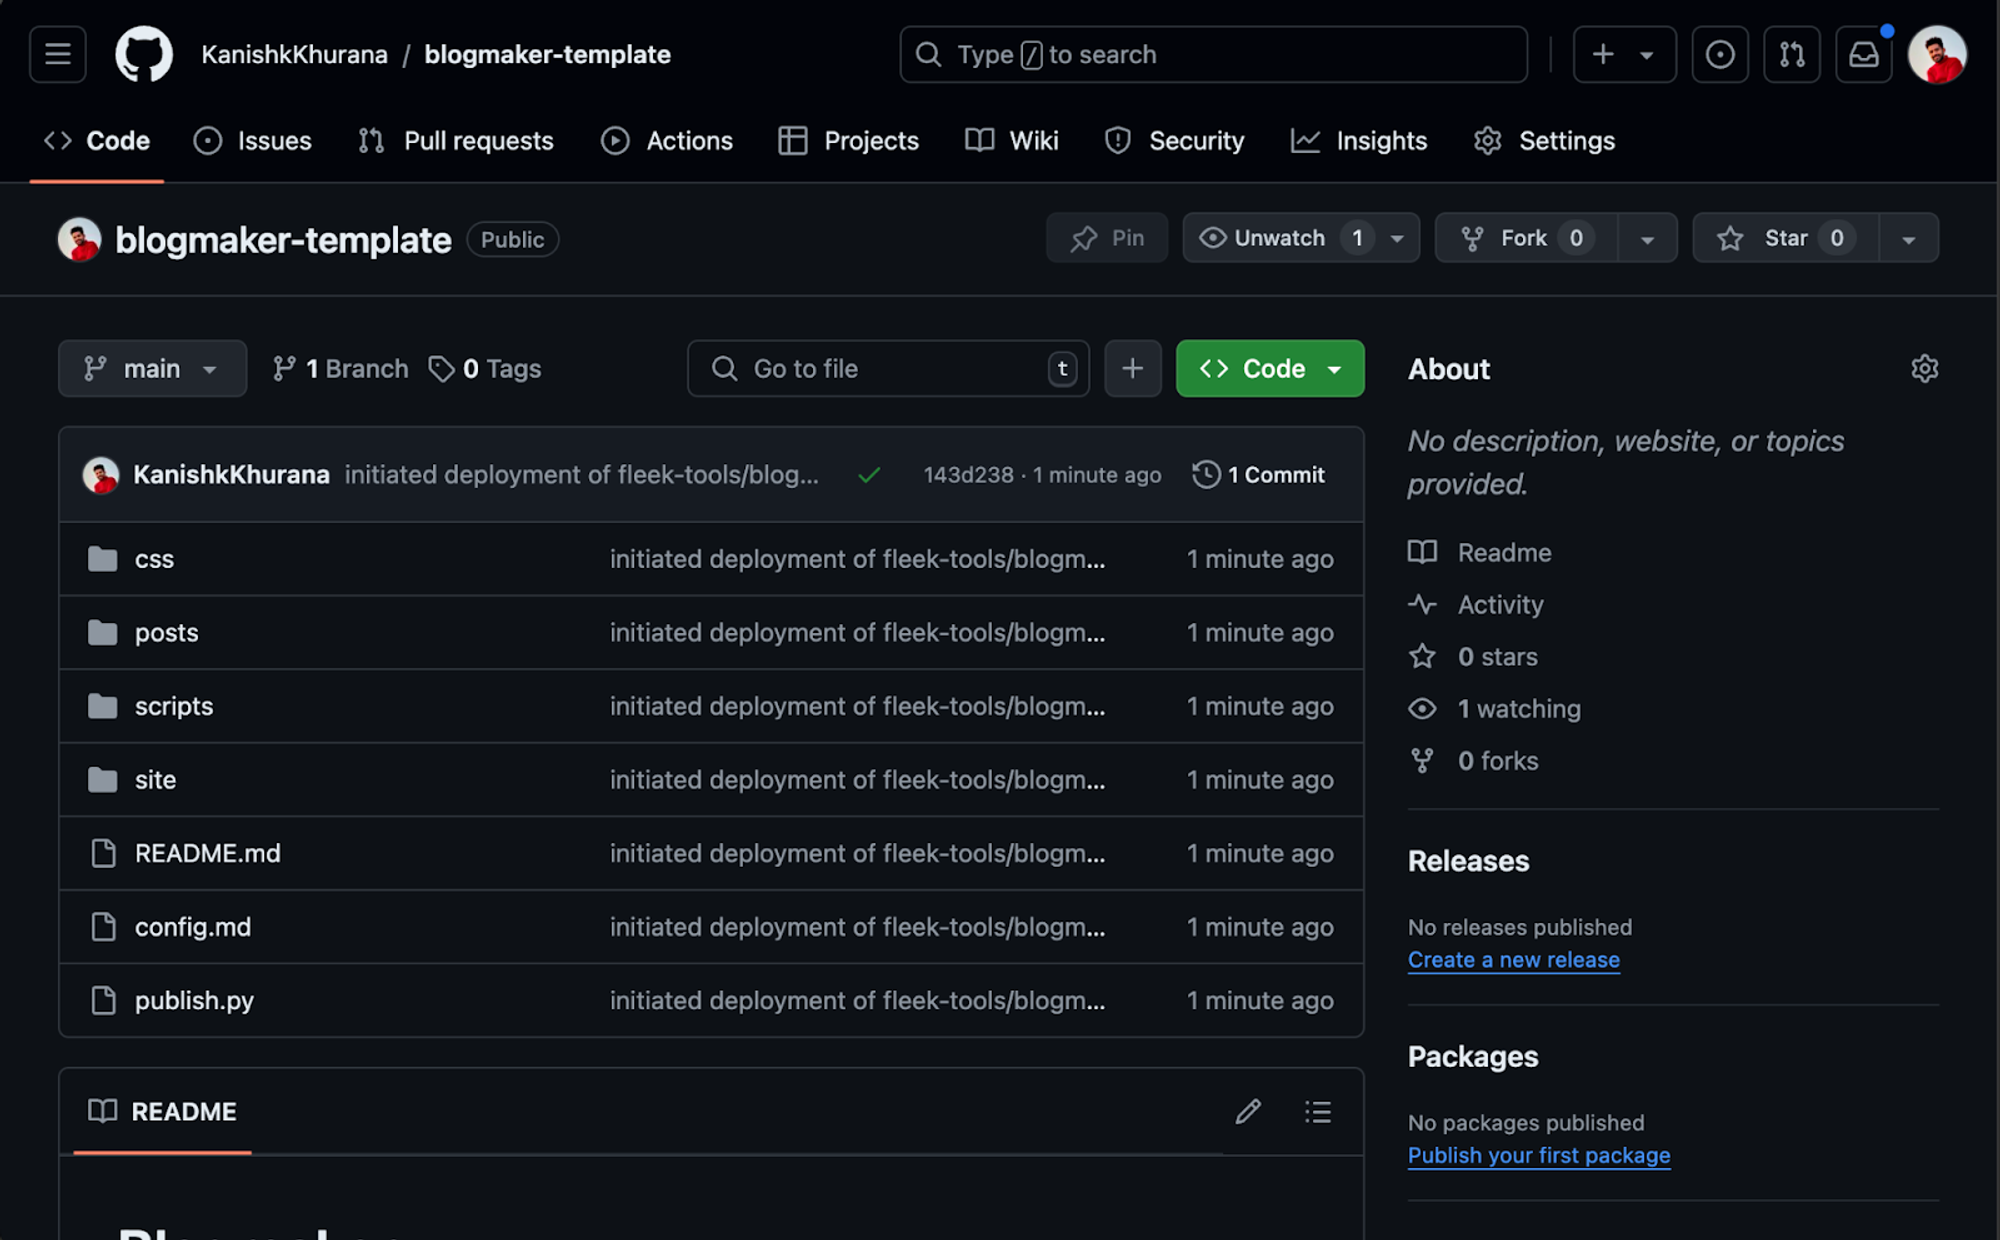 KanishkKhurana / blogmaker-template
Type / to search
Code Issues Pull requests Actions Projects Wiki Security Insights Settings
blogmaker-template Public
Pin Unwatch 1 Fork 0 Star 0
main 1 Branch 0 Tags Go to file t Code
KanishkKhurana initiated deployment of fleek-tools/blog... 143d238 · 1 minute ago 1 Commit
css initiated deployment of fleek-tools/blogm... 1 minute ago
posts initiated deployment of fleek-tools/blogm... 1 minute ago
scripts initiated deployment of fleek-tools/blogm... 1 minute ago
site initiated deployment of fleek-tools/blogm... 1 minute ago
README.md initiated deployment of fleek-tools/blogm... 1 minute ago
config.md initiated deployment of fleek-tools/blogm... 1 minute ago
publish.py initiated deployment of fleek-tools/blogm... 1 minute ago
README
About
No description, website, or topics
provided.
Readme
Activity
0 stars
1 watching
0 forks
Releases
No releases published
Create a new release
Packages
No packages published
Publish your first package